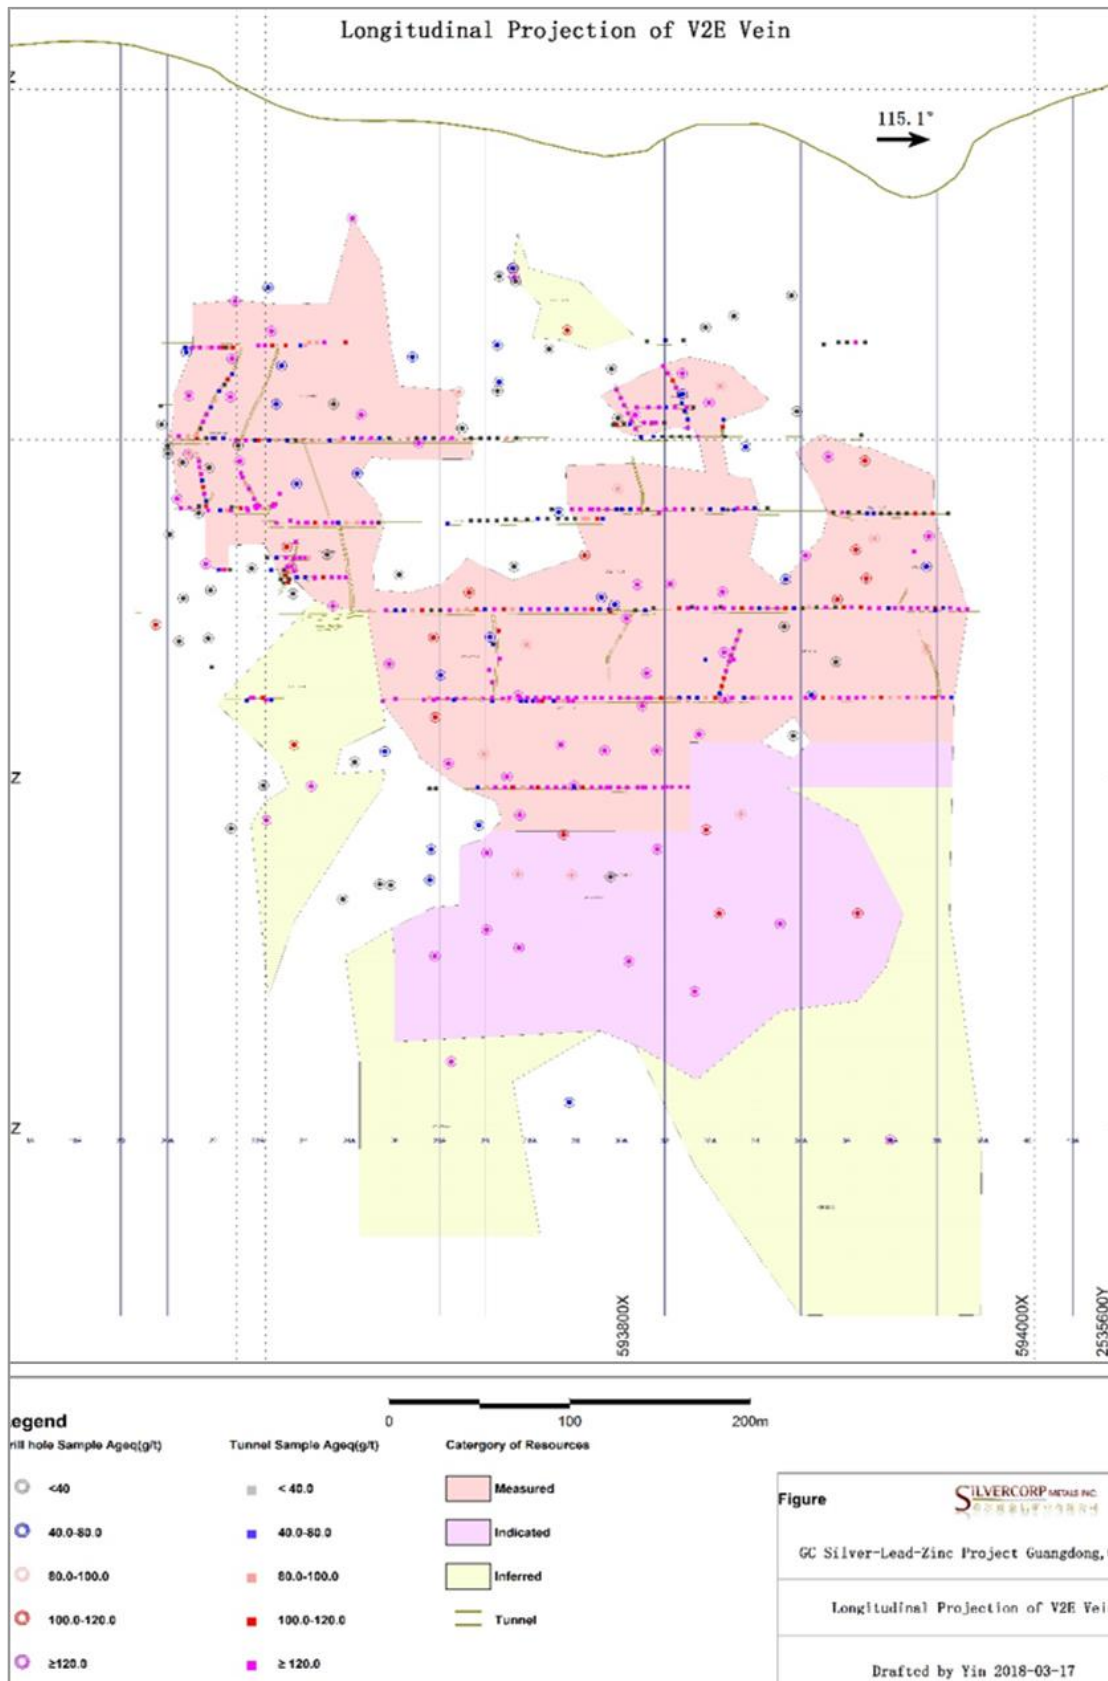 Longitudinal Projection of V2E Vein
Z
115.1°
Z
Z
593800X
594000X
2535600Y
egend
0 100 200m
rill hole Sample Ageq(g/t)
<40
40.0-80.0
80.0-100.0
100.0-120.0
≥120.0
Tunnel Sample Ageq(g/t)
< 40.0
40.0-80.0
80.0-100.0
100.0-120.0
≥ 120.0
Catergory of Resources
Measured
Indicated
Inferred
Tunnel
Figure
SILVERCORP METALS INC.
GC Silver-Lead-Zinc Project Guangdong,
Longitudinal Projection of V2E Vei
Drafted by Yin 2018-03-17